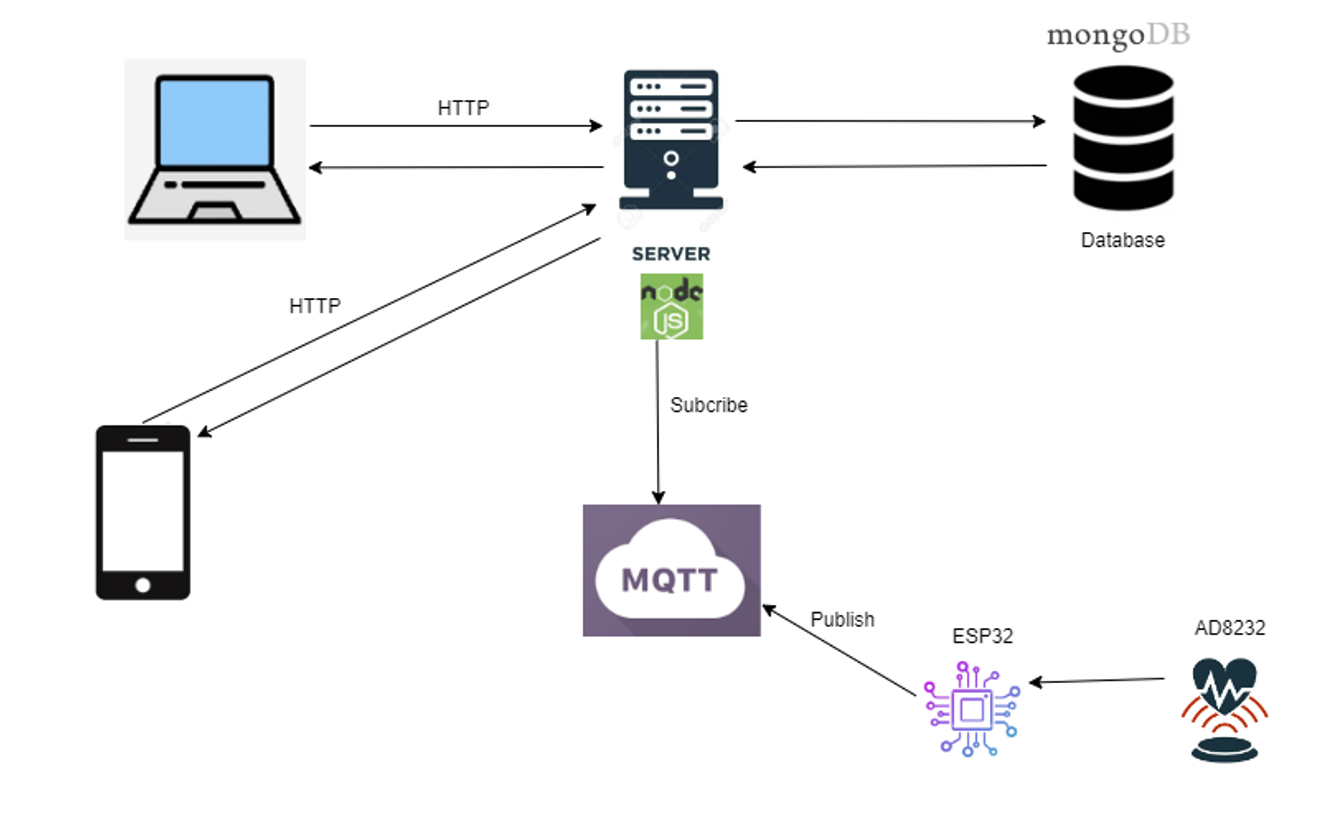 mongoDB
HTTP
Database
SERVER
node
JS
HTTP
Subcribe
MQTT
Publish
ESP32
AD8232